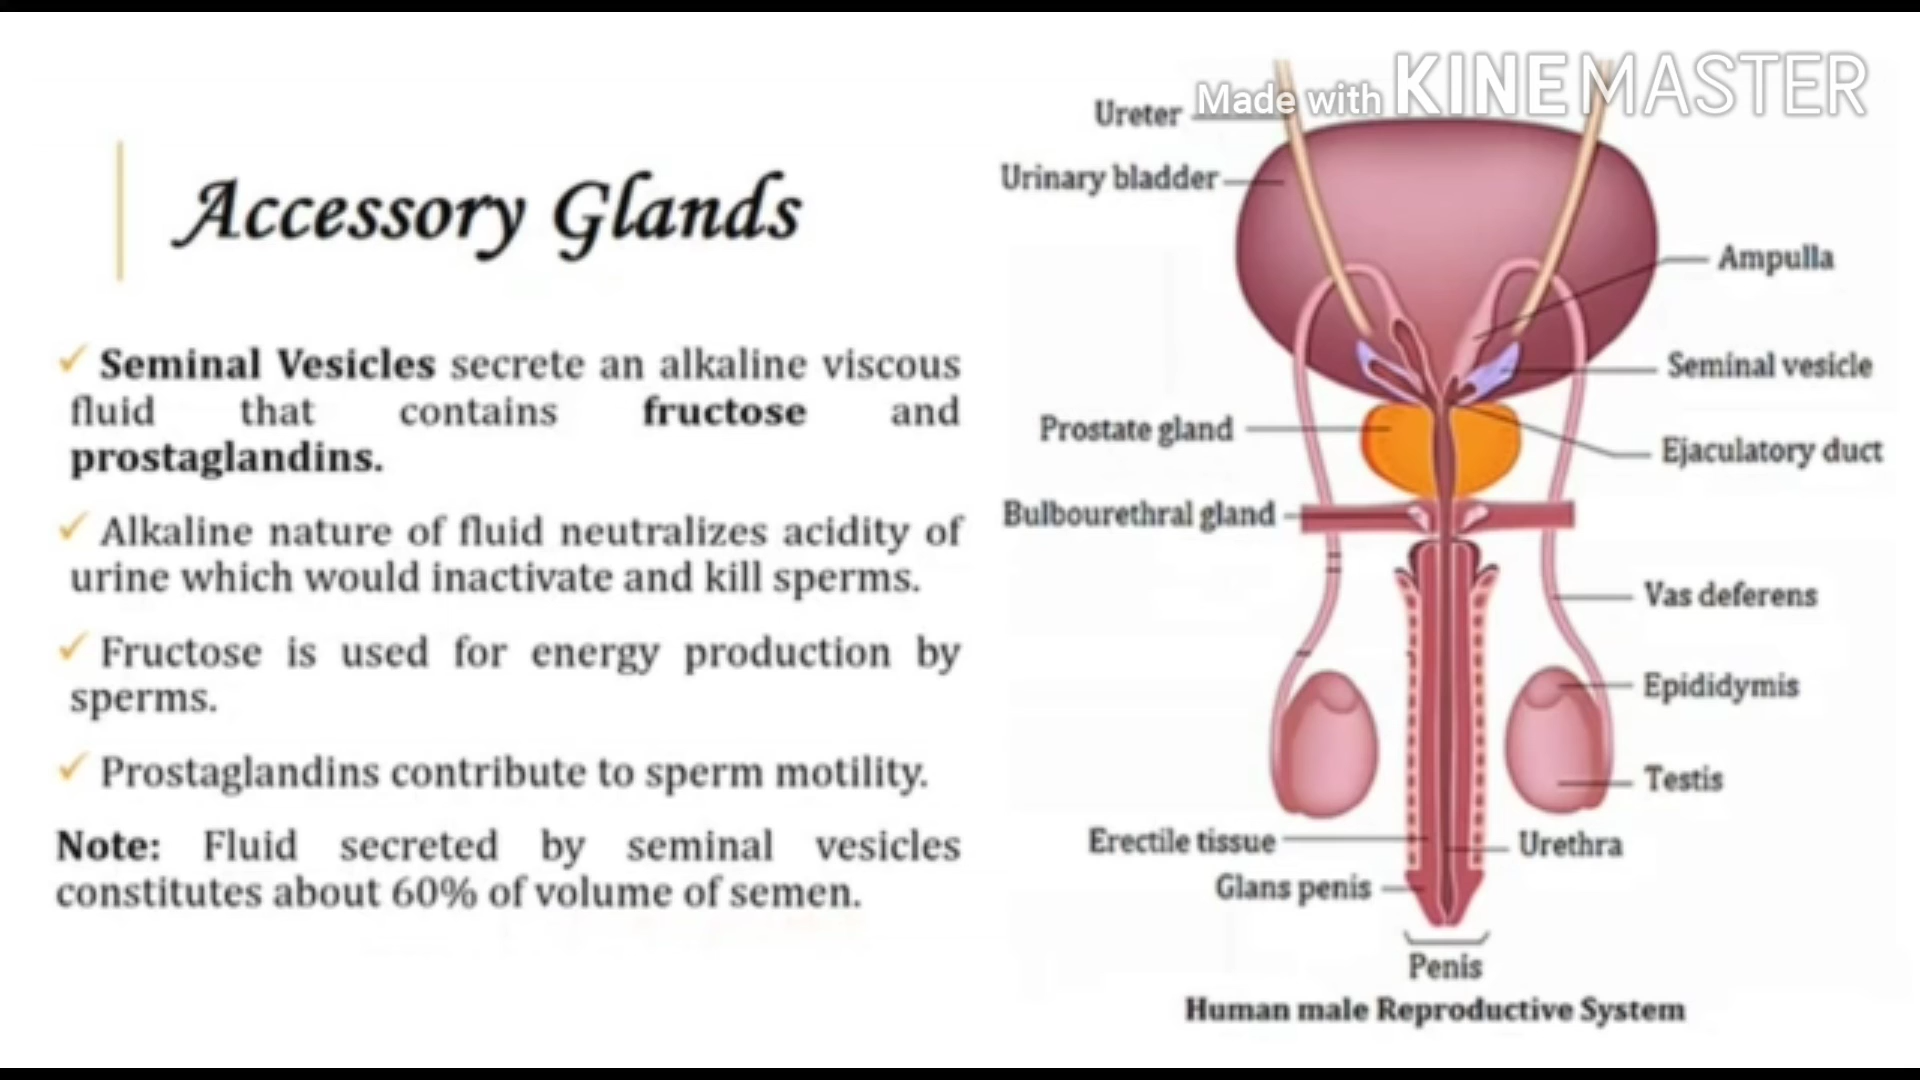 Made with KINEMASTER
Accessory Glands
✓ Seminal Vesicles secrete an alkaline viscous
fluid that contains fructose and
prostaglandins.
✓ Alkaline nature of fluid neutralizes acidity of
urine which would inactivate and kill sperms.
✓ Fructose is used for energy production by
sperms.
✓ Prostaglandins contribute to sperm motility.
Note: Fluid secreted by seminal vesicles
constitutes about 60% of volume of semen.
Ureter
Urinary bladder
Ampulla
Seminal vesicle
Prostate gland
Ejaculatory duct
Bulbourethral gland
Vas deferens
Epididymis
Testis
Erectile tissue
Urethra
Glans penis
Penis
Human male Reproductive System